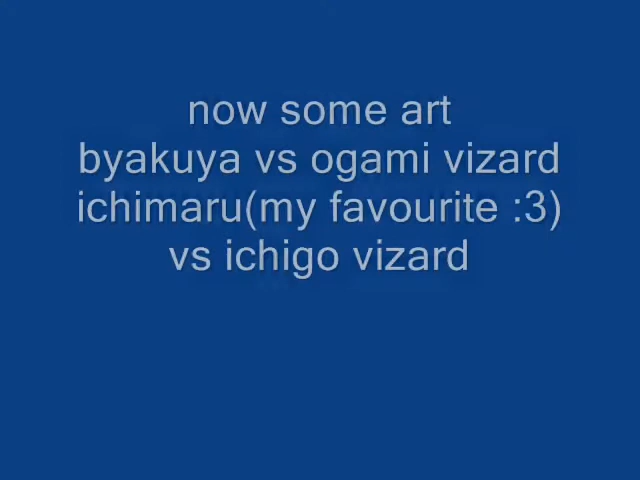 now some art
byakuya vs ogami vizard
ichimaru(my favourite :3)
vs ichigo vizard